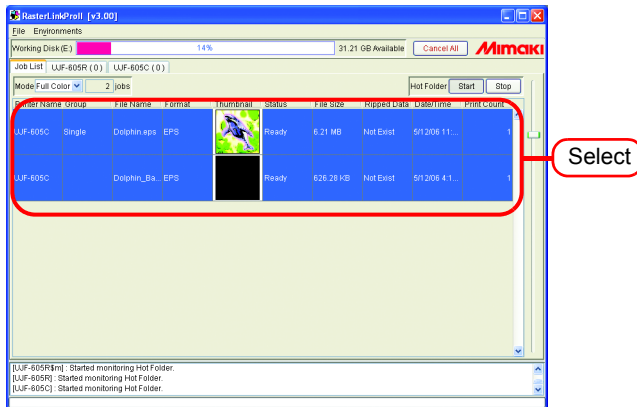 RasterLinkProII [v3.00]
File Environments
Working Disk(E:) 14% 31.21 GB Available Cancel All Mimaki
Job List UJF-605R ( 0 ) UJF-605C ( 0 )
Mode Full Color 2 jobs Hot Folder Start Stop
Printer Name Group File Name Format Thumbnail Status File Size Ripped Data Date/Time Print Count
UJF-605C Single Dolphin.eps EPS Ready 6.21 MB Not Exist 5/12/06 11:... 1
Select
UJF-605C Dolphin_Ba... EPS Ready 626.28 KB Not Exist 5/12/06 4:1... 1
[UJF-605R$m] : Started monitoring Hot Folder.
[UJF-605R] : Started monitoring Hot Folder.
[UJF-605C] : Started monitoring Hot Folder.